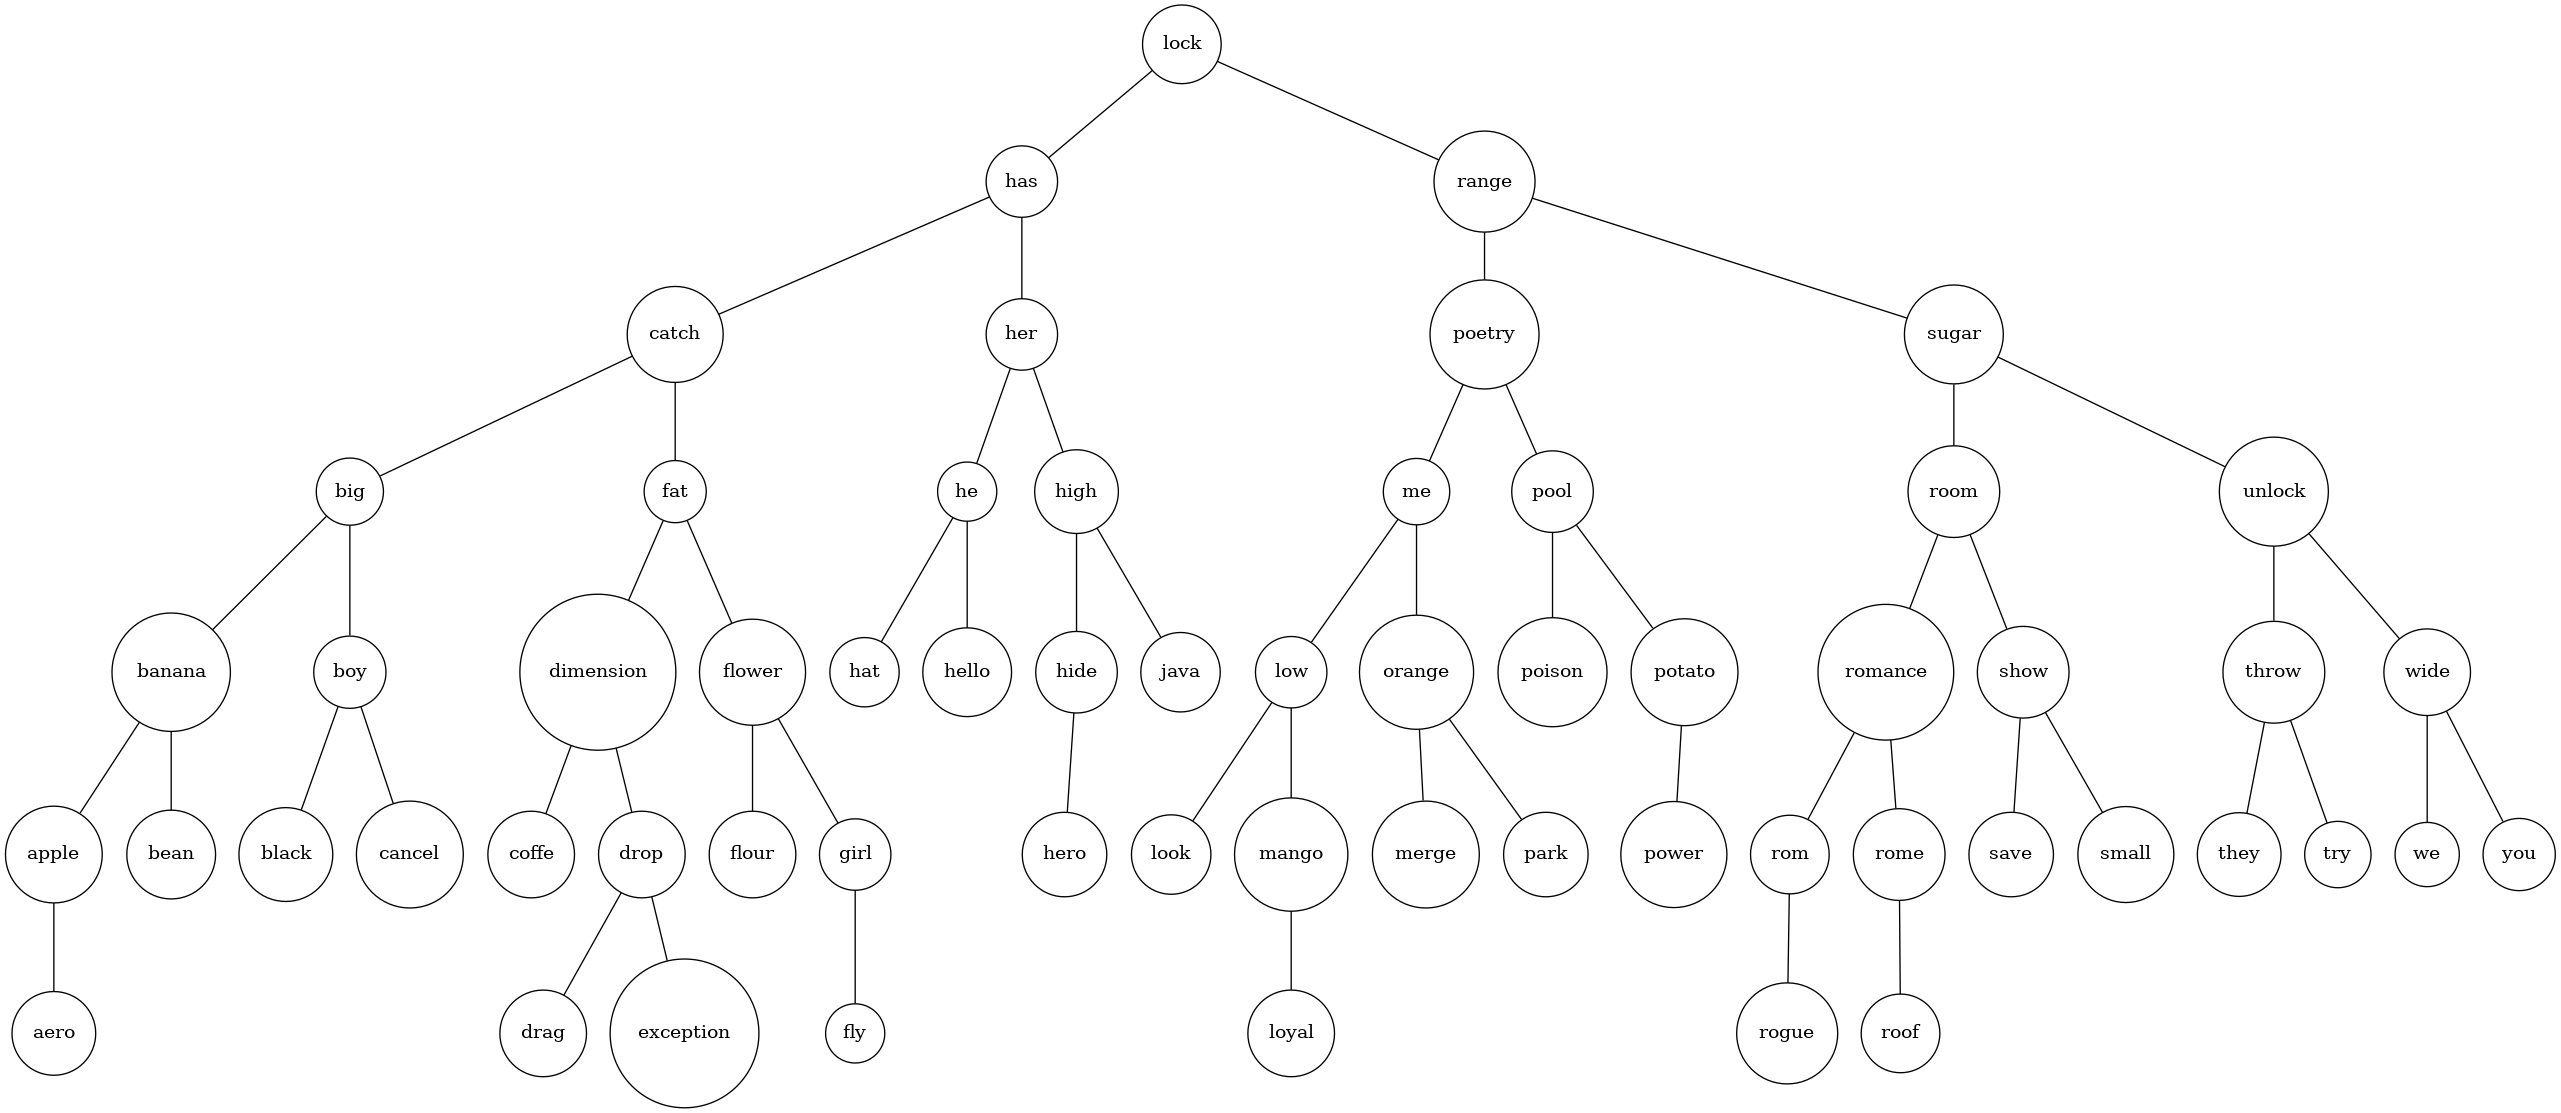 lock
has
range
catch
her
poetry
sugar
big
fat
he
high
me
pool
room
unlock
banana
boy
dimension
flower
hat
hello
hide
java
low
orange
poison
potato
romance
show
throw
wide
apple
bean
black
cancel
coffe
drop
flour
girl
hero
look
mango
merge
park
power
rom
rome
save
small
they
try
we
you
aero
drag
exception
fly
loyal
rogue
roof